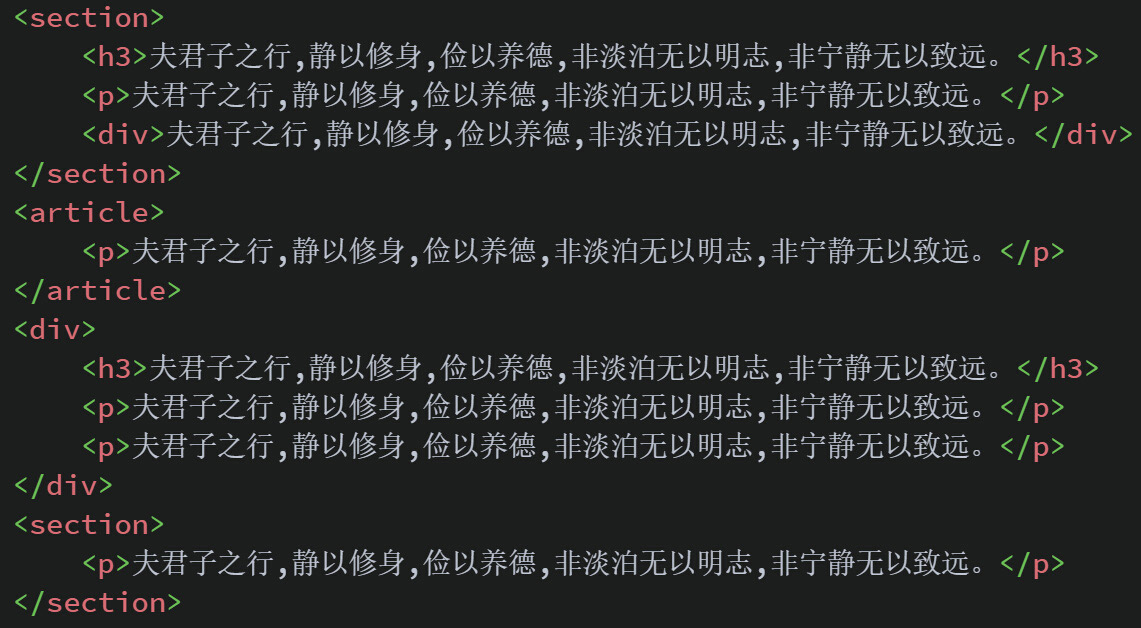 <section>
    <h3>夫君子之行,静以修身,俭以养德,非淡泊无以明志,非宁静无以致远。</h3>
    <p>夫君子之行,静以修身,俭以养德,非淡泊无以明志,非宁静无以致远。</p>
    <div>夫君子之行,静以修身,俭以养德,非淡泊无以明志,非宁静无以致远。</div>
</section>
<article>
    <p>夫君子之行,静以修身,俭以养德,非淡泊无以明志,非宁静无以致远。</p>
</article>
<div>
    <h3>夫君子之行,静以修身,俭以养德,非淡泊无以明志,非宁静无以致远。</h3>
    <p>夫君子之行,静以修身,俭以养德,非淡泊无以明志,非宁静无以致远。</p>
    <p>夫君子之行,静以修身,俭以养德,非淡泊无以明志,非宁静无以致远。</p>
</div>
<section>
    <p>夫君子之行,静以修身,俭以养德,非淡泊无以明志,非宁静无以致远。</p>
</section>